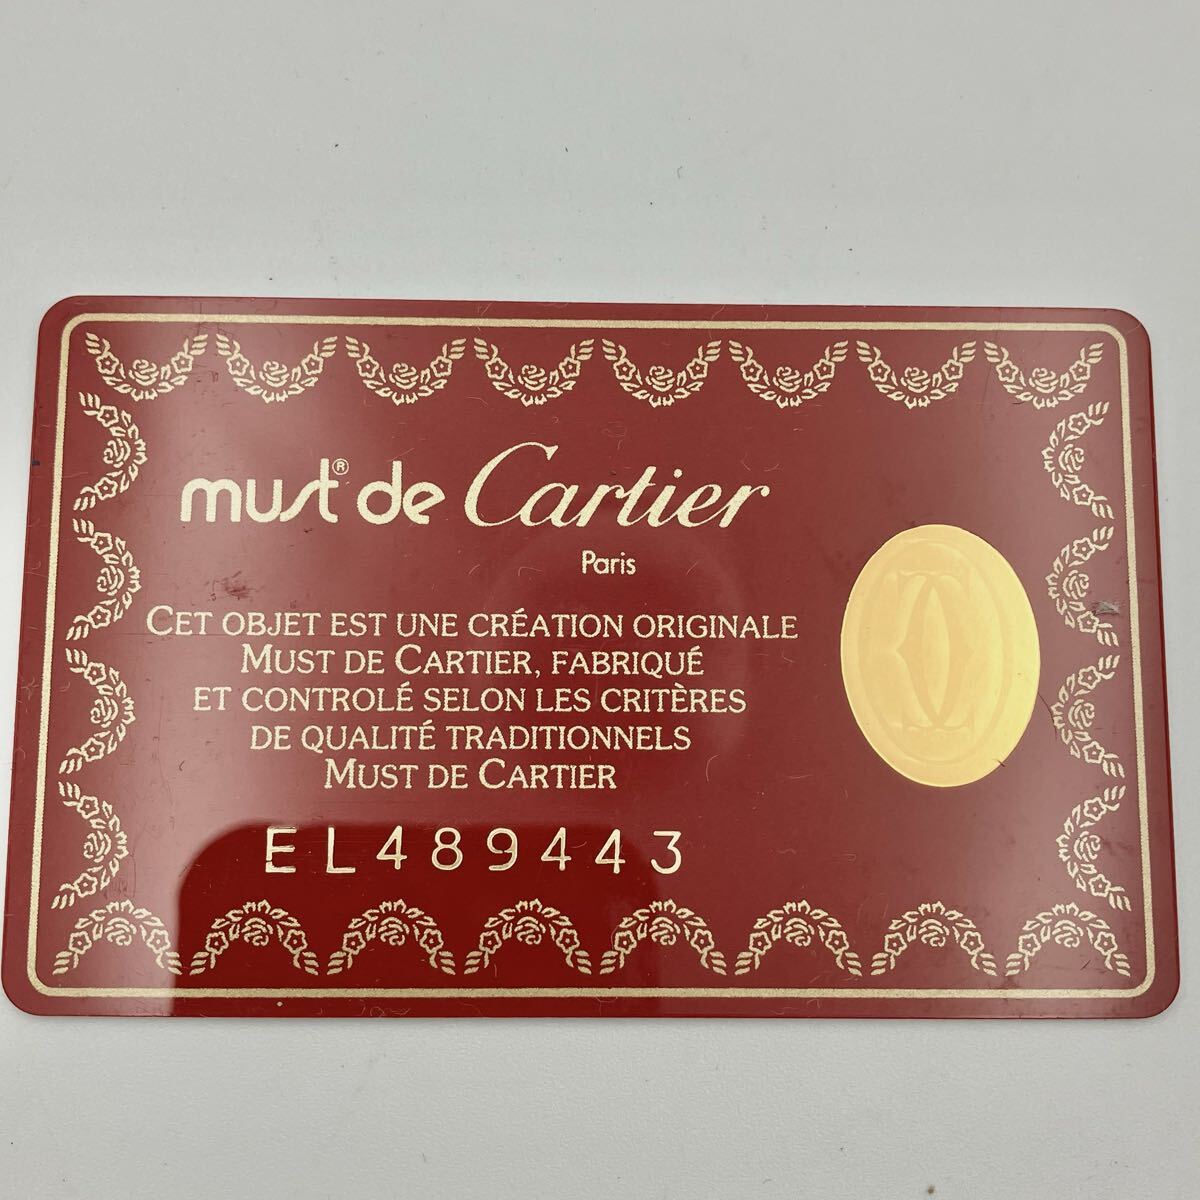 must® de Cartier
Paris
CET OBJET EST UNE CRÉATION ORIGINALE
MUST DE CARTIER, FABRIQUÉ
ET CONTROLÉ SELON LES CRITÈRES
DE QUALITÉ TRADITIONNELS
MUST DE CARTIER
EL489443